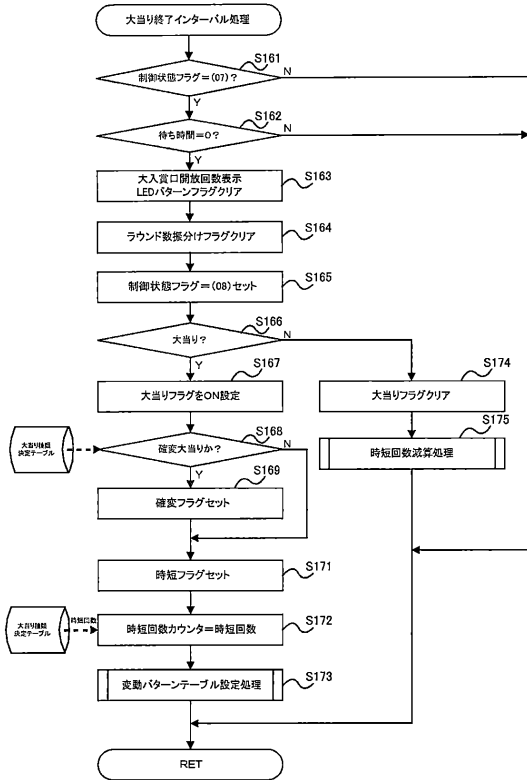 大当り終了インターバル処理
S161
制御状態フラグ=(07)?
N
Y
S162
待ち時間=0?
N
Y
大入賞口開放回数表示
LEDパターンフラグクリア
S163
ラウンド数振分けフラグクリア
S164
制御状態フラグ=(08)セット
S165
S166
大当り?
N
Y
S167
大当りフラグをON設定
S174
大当りフラグクリア
S168
大当り種類
決定テーブル
確変大当りか?
N
Y
S175
時短回数減算処理
S169
確変フラグセット
時短フラグセット
S171
大当り種類
決定テーブル
時短回数
時短回数カウンタ=時短回数
S172
変動パターンテーブル設定処理
S173
RET